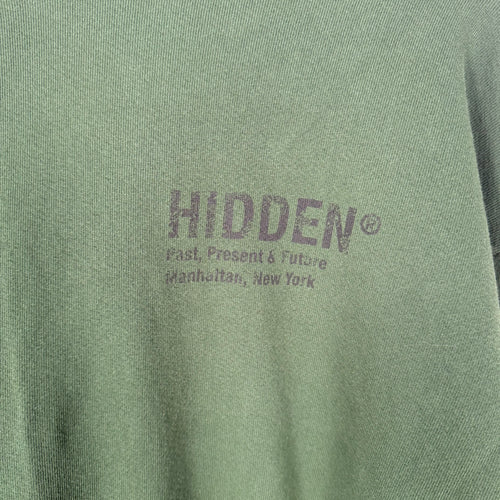 HIDDEN®
Past, Present & Future
Manhattan, New York